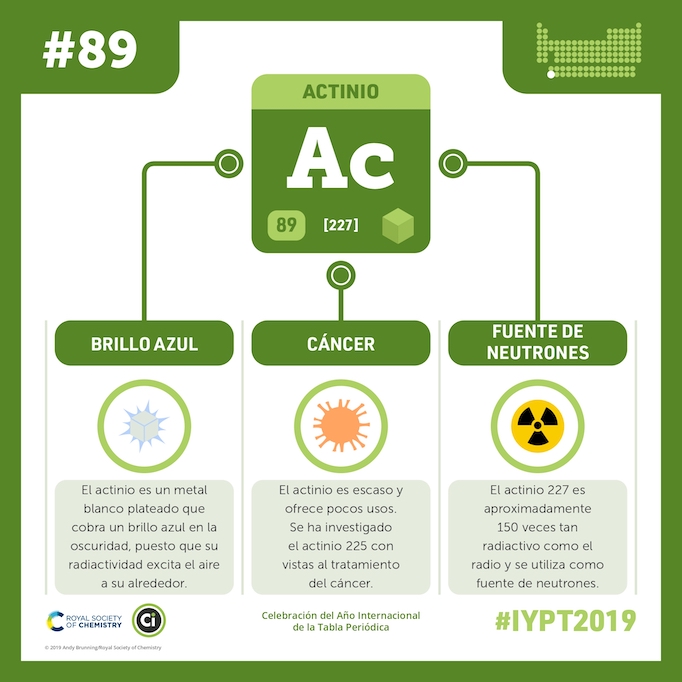 #89
ACTINIO
Ac
89
[227]
BRILLO AZUL
El actinio es un metal
blanco plateado que
cobra un brillo azul en la
oscuridad, puesto que su
radiactividad excita el aire
a su alrededor.
CÁNCER
El actinio es escaso y
ofrece pocos usos.
Se ha investigado
el actinio 225 con
vistas al tratamiento
del cáncer.
FUENTE DE
NEUTRONES
El actinio 227 es
aproximadamente
150 veces tan
radiactivo como el
radio y se utiliza como
fuente de neutrones.
ROYAL SOCIETY
OF CHEMISTRY
Ci
Celebración del Año Internacional
de la Tabla Periódica
#IYPT2019
© 2019 Andy Brunning/Royal Society of Chemistry